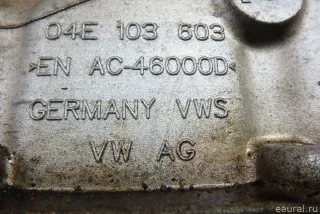 04E 103 603
>EN AC-46000D<
GERMANY VWS
VW AG
eaural.ru